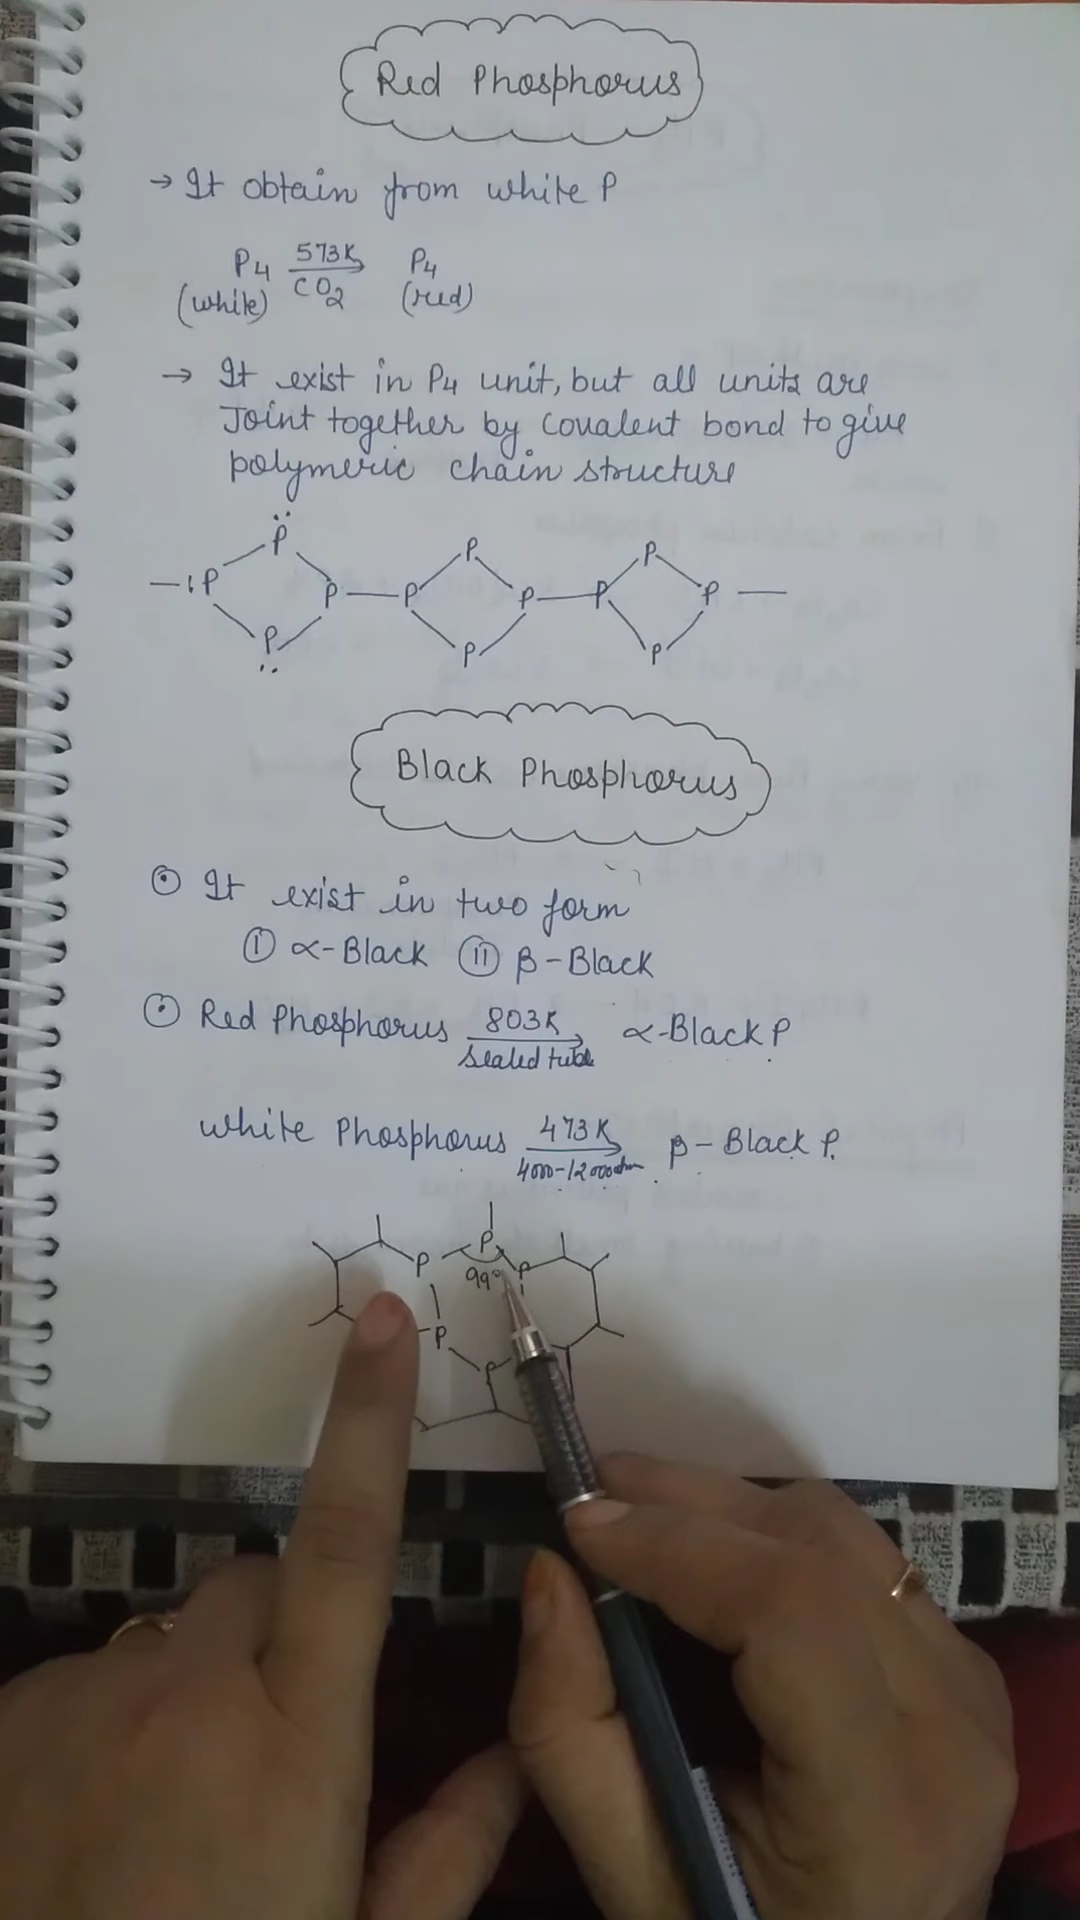 Red Phosphorus
→ It obtain from white P
P4 573K P4
(white) CO2 (red)
→ It exist in P4 unit, but all units are
Joint together by covalent bond to give
polymeric chain structure
P P P
P P P P P P
P P P
Black Phosphorus
⊙ It exist in two form
Ⓘ α-Black ⓘⓘ β-Black
⊙ Red Phosphorus 803K α-Black P
Sealed tube
white Phosphorus 473K β-Black P.
4000-12000atm
P
P P
99°
P
P